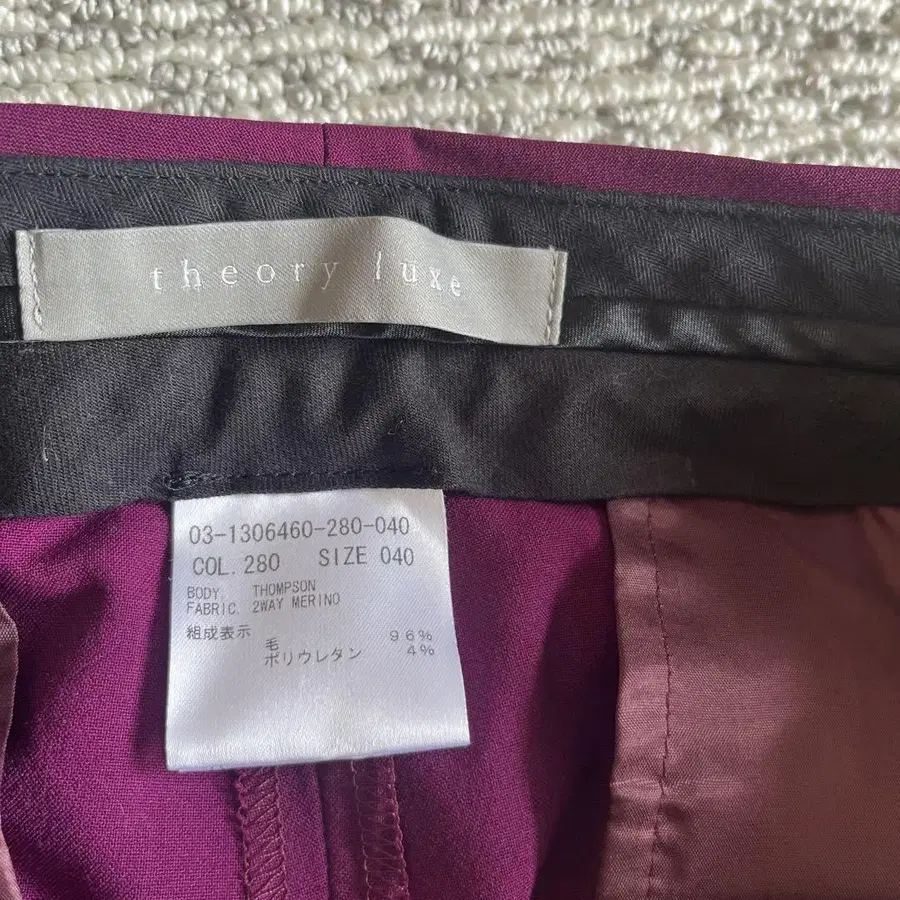 theory luxe
03-1306460-280-040
COL. 280 SIZE 040
BODY. THOMPSON
FABRIC. 2WAY MERINO
組成表示
毛 96%
ポリウレタン 4%